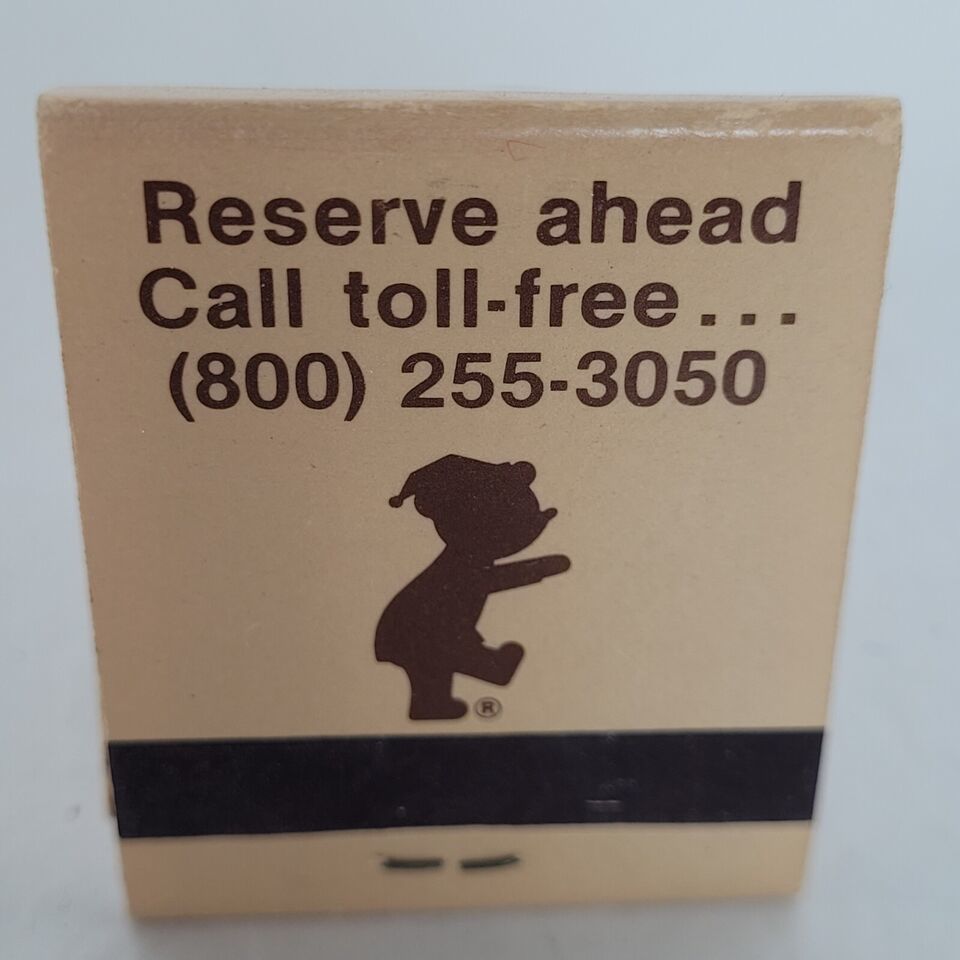 Reserve ahead
Call toll-free...
(800) 255-3050
®